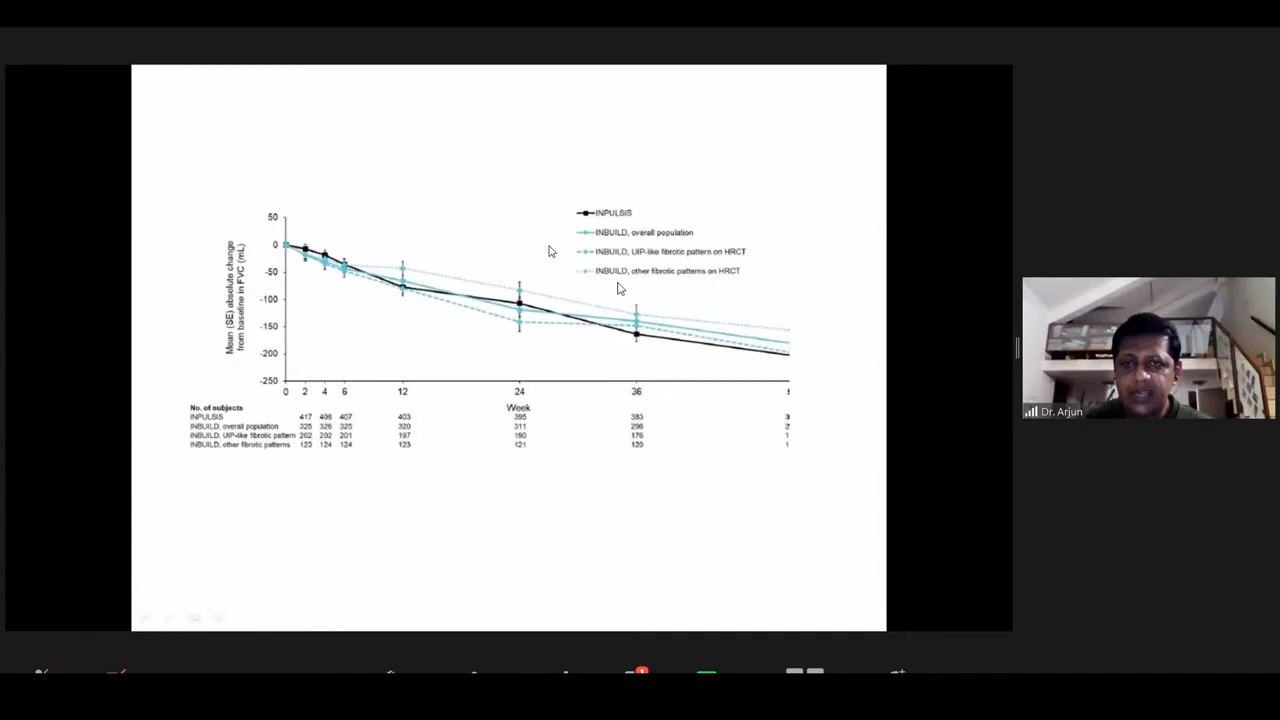 INPULSIS
INBUILD, overall population
INBUILD, UIP-like fibrotic pattern on HRCT
INBUILD, other fibrotic patterns on HRCT
Mean (SE) absolute change
from baseline in FVC (mL)
50
0
-50
-100
-150
-200
-250
0 2 4 6 12 24 36
Week
No. of subjects
INPULSIS 417 408 407 403 395 383
INBUILD, overall population 325 326 325 320 311 296
INBUILD, UIP-like fibrotic pattern 202 202 201 197 190 176
INBUILD, other fibrotic patterns 123 124 124 123 121 120
Dr. Arjun
1